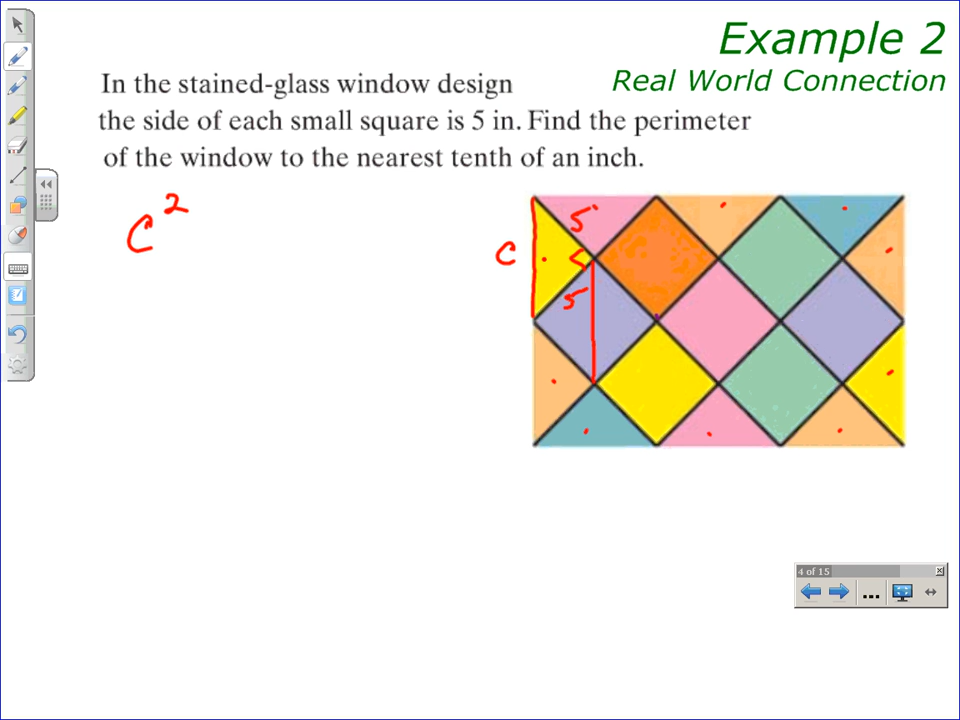 Example 2
Real World Connection
In the stained-glass window design
the side of each small square is 5 in. Find the perimeter
of the window to the nearest tenth of an inch.
c²
5
c
5
4 of 15
...